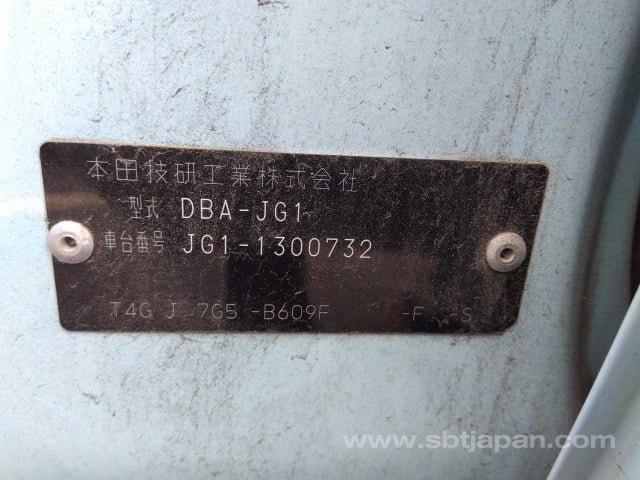 本田技研工業株式会社
型式 DBA-JG1
車台番号 JG1-1300732
T4G J 7G5 -B609F -F -S
www.sbtjapan.com